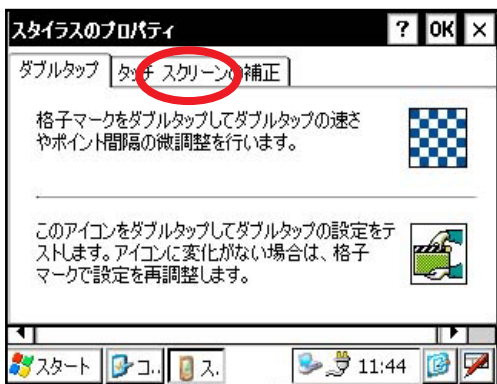 スタイラスのプロパティ ? OK ×
ダブルタップ タッチ スクリーンの補正
格子マークをダブルタップしてダブルタップの速さ
やポイント間隔の微調整を行います。
このアイコンをダブルタップしてダブルタップの設定をテ
ストします。アイコンに変化がない場合は、格子
マークで設定を再調整します。
スタート コ.. ス. 11:44